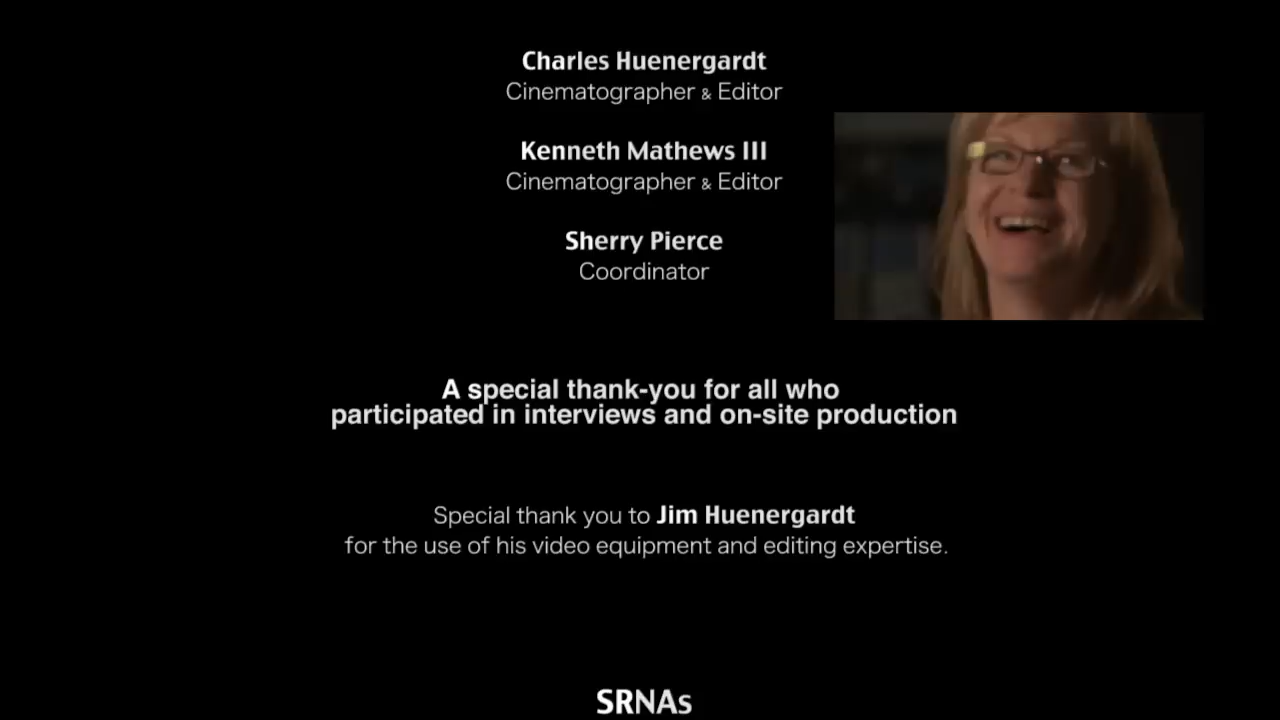 Charles Huenergardt
Cinematographer & Editor
Kenneth Mathews III
Cinematographer & Editor
Sherry Pierce
Coordinator
A special thank-you for all who
participated in interviews and on-site production
Special thank you to Jim Huenergardt
for the use of his video equipment and editing expertise.
SRNAs